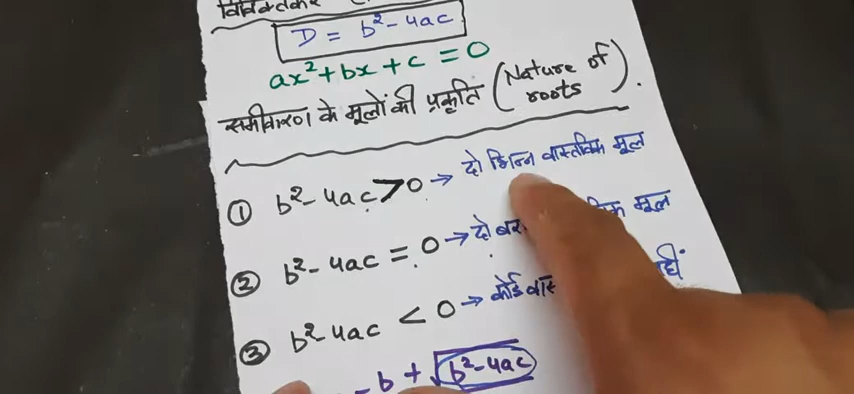 विविक्तकर
D = b² - 4ac
ax² + bx + c = 0
समीकरण के मूलों की प्रकृति (Nature of roots).
① b² - 4ac > 0 → दो भिन्न वास्तविक मूल
② b² - 4ac = 0 → दो मूल
③ b² - 4ac < 0 → कोई
- b + √b² - 4ac